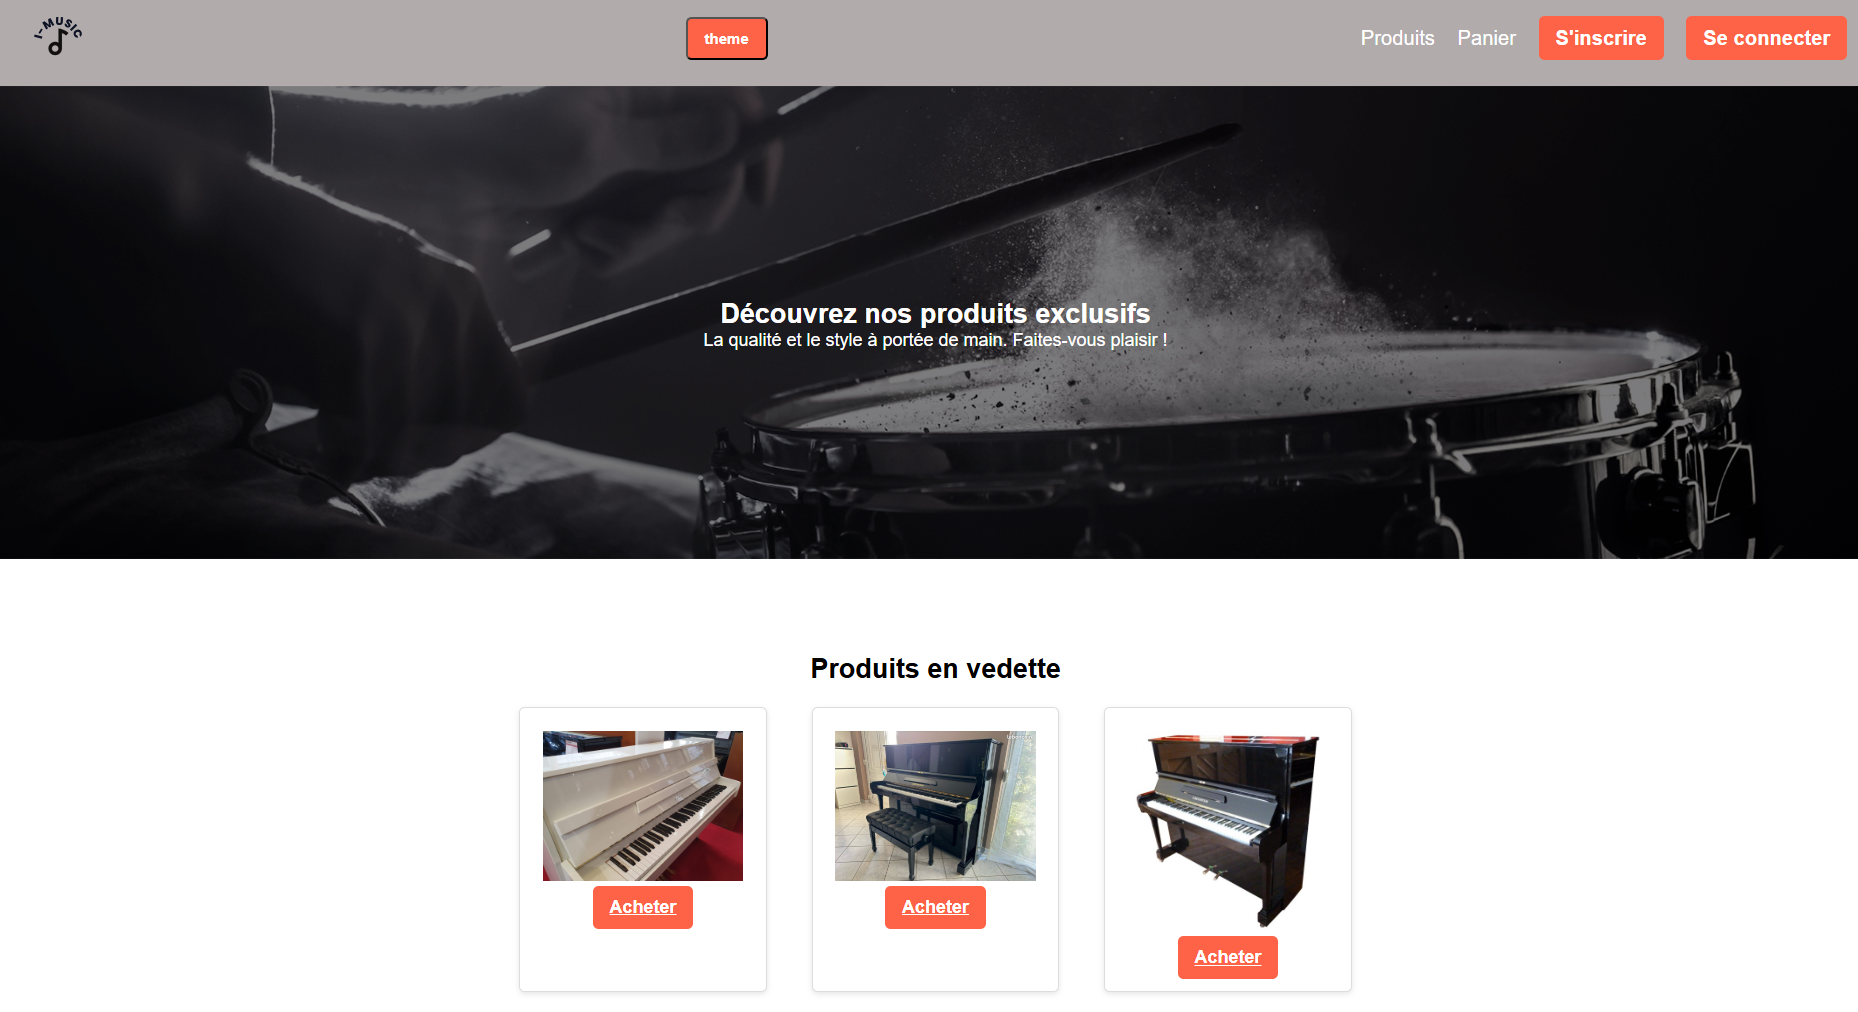 I-MUSIC
theme
Produits
Panier
S'inscrire
Se connecter
Découvrez nos produits exclusifs
La qualité et le style à portée de main. Faites-vous plaisir !
Produits en vedette
Acheter
Acheter
Acheter